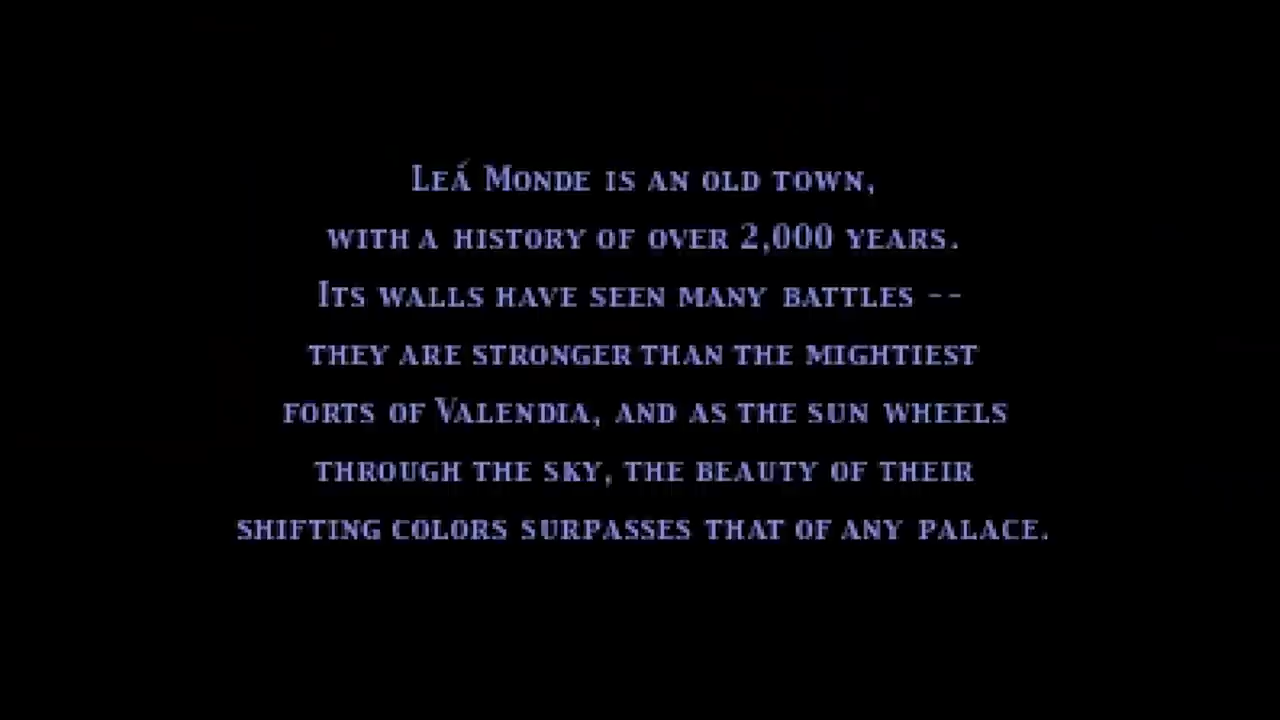 Leá Monde is an old town,
with a history of over 2,000 years.
Its walls have seen many battles --
they are stronger than the mightiest
forts of Valendia, and as the sun wheels
through the sky, the beauty of their
shifting colors surpasses that of any palace.